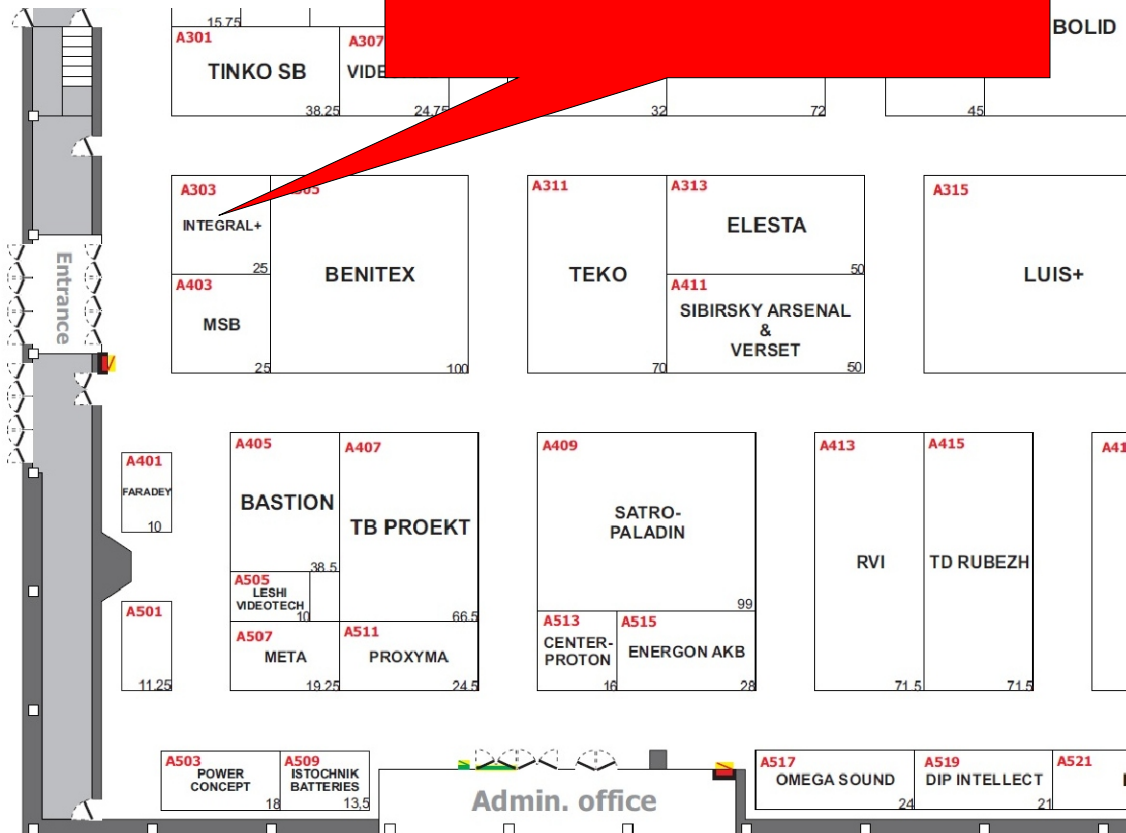 15.75
BOLID
A301
A307
TINKO SB
38.25
24.75
32
72
45
A303
INTEGRAL+
25
BENITEX
100
A403
MSB
25
A311
TEKO
70
A313
ELESTA
50
A411
SIBIRSKY ARSENAL
&
VERSET
50
A315
LUIS+
Entrance
A401
FARADEY
10
A405
BASTION
38.5
A407
TB PROEKT
66.5
A409
SATRO-
PALADIN
99
A413
RVI
71.5
A415
TD RUBEZH
71.5
A501
11.25
A505
LESHI
VIDEOTECH
10
A507
META
19.25
A511
PROXYMA
24.5
A513
CENTER-
PROTON
16
A515
ENERGON AKB
28
A503
POWER
CONCEPT
18
A509
ISTOCHNIK
BATTERIES
13,5
Admin. office
A517
OMEGA SOUND
24
A519
DIP INTELLECT
21
A521